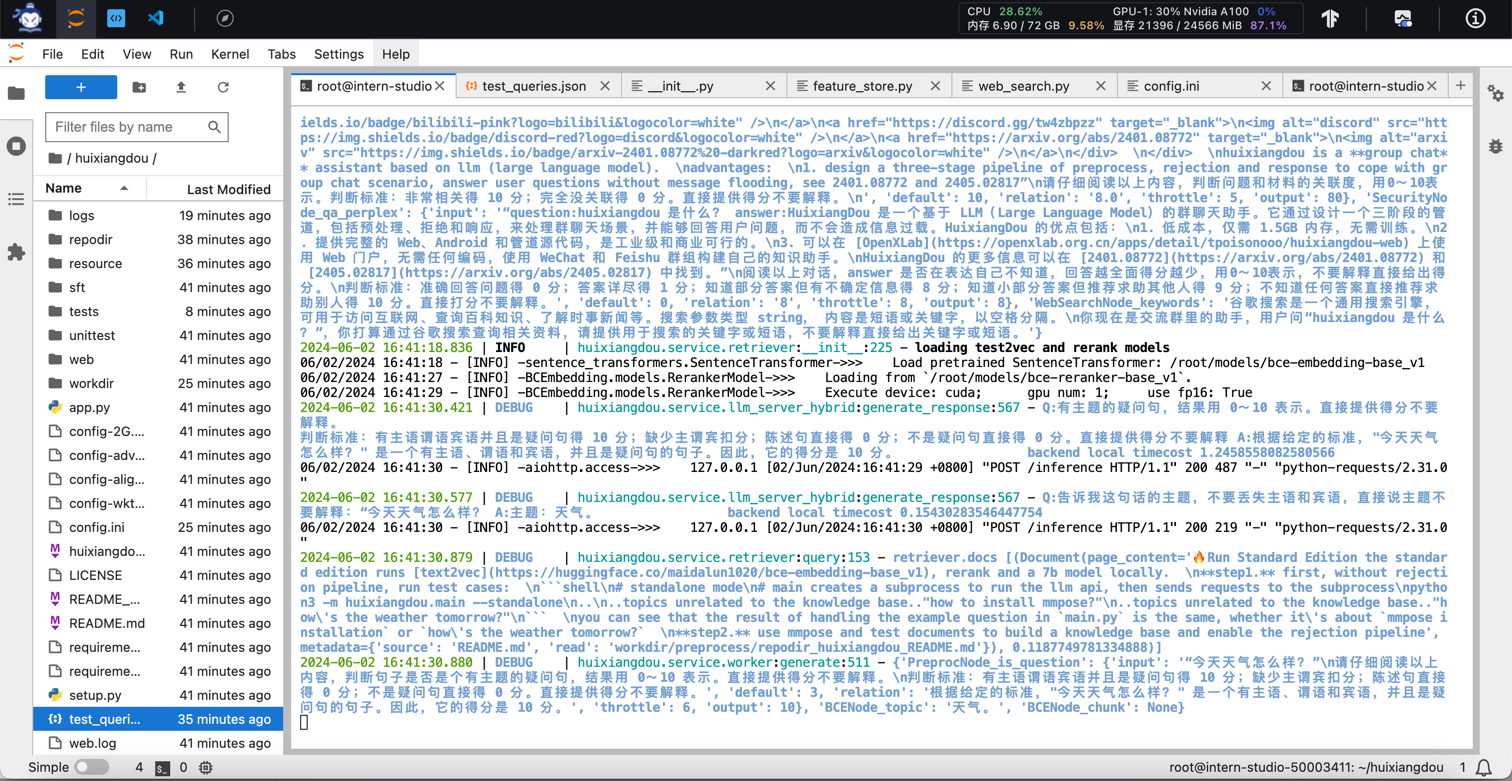 CPU 28.62% GPU-1: 30% Nvidia A100 0%
内存 6.90 / 72 GB 9.58% 显存 21396 / 24566 MiB 87.1%
File Edit View Run Kernel Tabs Settings Help
+
Filter files by name
/ huixiangdou /
Name Last Modified
logs 19 minutes ago
repodir 38 minutes ago
resource 36 minutes ago
sft 41 minutes ago
tests 8 minutes ago
unittest 41 minutes ago
web 41 minutes ago
workdir 41 minutes ago
app.py 41 minutes ago
config-2G.... 41 minutes ago
config-adv... 41 minutes ago
config-alig... 41 minutes ago
config-wkt... 41 minutes ago
config.ini 25 minutes ago
huixiangdo... 41 minutes ago
LICENSE 41 minutes ago
README_... 41 minutes ago
README.md 41 minutes ago
requireme... 41 minutes ago
requireme... 41 minutes ago
setup.py 41 minutes ago
test_queri... 35 minutes ago
web.log 41 minutes ago
root@intern-studio test_queries.json __init__.py feature_store.py web_search.py config.ini root@intern-studio +
ields.io/badge/bilibili-pink?logo=bilibili&logoColor=white" />\n</a>\n<a href="https://discord.gg/tw4zbpzz" target="_blank">\n<img alt="discord" src="htt
ps://img.shields.io/badge/discord-red?logo=discord&logocolor=white" />\n</a>\n<a href="https://arxiv.org/abs/2401.08772" target="_blank">\n<img alt="arxi
v" src="https://img.shields.io/badge/arxiv-2401.08772%20-darkred?logo=arxiv&logocolor=white" />\n</a>\n</div>  \n</div>  \nhuixiangdou is a **group chat*
* assistant based on llm (large language model).  \nadvantages:  \n1. design a three-stage pipeline of preprocess, rejection and response to cope with gr
oup chat scenario, answer user questions without message flooding, see 2401.08772 and 2405.02817”\n请仔细阅读以上内容，判断问题和材料的关联度，用0～10表
示。判断标准：非常相关得 10 分；完全没关联得 0 分。直接提供得分不要解释。\n', 'default': 10, 'relation': '8.0', 'throttle': 5, 'output': 80}, 'SecurityNo
de_qa_perplex': {'input': '“question:huixiangdou 是什么？ answer:HuixiangDou 是一个基于 LLM (Large Language Model) 的群聊天助手。它通过设计一个三阶段的管
道，包括预处理、拒绝和响应，来处理群聊天场景，并能够回答用户问题，而不会造成信息过载。HuixiangDou 的优点包括：\n1. 低成本，仅需 1.5GB 内存，无需训练。\n2
. 提供完整的 Web、Android 和管道源代码，是工业级和商业可行的。\n3. 可以在 [OpenXLab](https://openxlab.org.cn/apps/detail/tpoisonooo/huixiangdou-web) 上使
用 Web 门户，无需任何编码，使用 WeChat 和 Feishu 群组构建自己的知识助手。\nHuixiangDou 的更多信息可以在 [2401.08772](https://arxiv.org/abs/2401.08772) 和
[2405.02817](https://arxiv.org/abs/2405.02817) 中找到。”\n阅读以上对话，answer 是否在表达自己不知道，回答越全面得分越少，用0～10表示，不要解释直接给出得
分。\n判断标准：准确回答问题得 0 分；答案详尽得 1 分；知道部分答案但有不确定信息得 8 分；知道小部分答案但推荐求助其他人得 9 分；不知道任何答案直接推荐求
助别人得 10 分。直接打分不要解释。', 'default': 0, 'relation': '8', 'throttle': 8, 'output': 8}, 'WebSearchNode_keywords': '谷歌搜索是一个通用搜索引擎，
可用于访问互联网、查询百科知识、了解时事新闻等。搜索参数类型 string， 内容是短语或关键字，以空格分隔。\n你现在是交流群里的助手，用户问“huixiangdou 是什么
？”，你打算通过谷歌搜索查询相关资料，请提供用于搜索的关键字或短语，不要解释直接给出关键字或短语。'}
2024-06-02 16:41:18.836 | INFO     | huixiangdou.service.retriever:__init__:225 - loading test2vec and rerank models
06/02/2024 16:41:18 - [INFO] -sentence_transformers.SentenceTransformer->>>    Load pretrained SentenceTransformer: /root/models/bce-embedding-base_v1
06/02/2024 16:41:27 - [INFO] -BCEmbedding.models.RerankerModel->>>    Loading from `/root/models/bce-reranker-base_v1`.
06/02/2024 16:41:29 - [INFO] -BCEmbedding.models.RerankerModel->>>    Execute device: cuda;      gpu num: 1;     use fp16: True
2024-06-02 16:41:30.421 | DEBUG    | huixiangdou.service.llm_server_hybrid:generate_response:567 - Q:有主题的疑问句，结果用 0～10 表示。直接提供得分不要
解释。
判断标准：有主语谓语宾语并且是疑问句得 10 分；缺少主谓宾扣分；陈述句直接得 0 分；不是疑问句直接得 0 分。直接提供得分不要解释 A:根据给定的标准，"今天天气
怎么样？" 是一个有主语、谓语和宾语，并且是疑问句的句子。因此，它的得分是 10 分。 backend local timecost 1.2458558082580566
06/02/2024 16:41:30 - [INFO] -aiohttp.access->>>    127.0.0.1 [02/Jun/2024:16:41:29 +0800] "POST /inference HTTP/1.1" 200 487 "-" "python-requests/2.31.0
"
2024-06-02 16:41:30.577 | DEBUG    | huixiangdou.service.llm_server_hybrid:generate_response:567 - Q:告诉我这句话的主题，不要丢失主语和宾语，直接说主题不
要解释：“今天天气怎么样？ A:主题：天气。 backend local timecost 0.15430283546447754
06/02/2024 16:41:30 - [INFO] -aiohttp.access->>>    127.0.0.1 [02/Jun/2024:16:41:30 +0800] "POST /inference HTTP/1.1" 200 219 "-" "python-requests/2.31.0
"
2024-06-02 16:41:30.879 | DEBUG    | huixiangdou.service.retriever:query:153 - retriever.docs [(Document(page_content='🔥Run Standard Edition the standar
d edition runs [text2vec](https://huggingface.co/maidalun1020/bce-embedding-base_v1), rerank and a 7b model locally.  \n**step1.** first, without rejecti
on pipeline, run test cases:  \n```shell\n# standalone mode\n# main creates a subprocess to run the llm api, then sends requests to the subprocess\npytho
n3 -m huixiangdou.main --standalone\n..\n..topics unrelated to the knowledge base.."how to install mmpose?"\n..topics unrelated to the knowledge base.."h
ow\'s the weather tomorrow?"\n```  \nyou can see that the result of handling the example question in `main.py` is the same, whether it\'s about `mmpose i
nstallation` or `how\'s the weather tomorrow?`  \n**step2.** use mmpose and test documents to build a knowledge base and enable the rejection pipeline',
metadata={'source': 'README.md', 'read': 'workdir/preprocess/repodir_huixiangdou_README.md'}), 0.1187749781334888)]
2024-06-02 16:41:30.880 | DEBUG    | huixiangdou.service.worker:generate:511 - {'PreprocNode_is_question': {'input': '“今天天气怎么样？”\n请仔细阅读以上
内容，判断句子是否是个有主题的疑问句，结果用 0～10 表示。直接提供得分不要解释。\n判断标准：有主语谓语宾语并且是疑问句得 10 分；缺少主谓宾扣分；陈述句直接
得 0 分；不是疑问句直接得 0 分。直接提供得分不要解释。', 'default': 3, 'relation': '根据给定的标准，"今天天气怎么样？" 是一个有主语、谓语和宾语，并且是疑
问句的句子。因此，它的得分是 10 分。', 'throttle': 6, 'output': 10}, 'BCENode_topic': '天气。', 'BCENode_chunk': None}
Simple 4 0 root@intern-studio-50003411: ~/huixiangdou 1